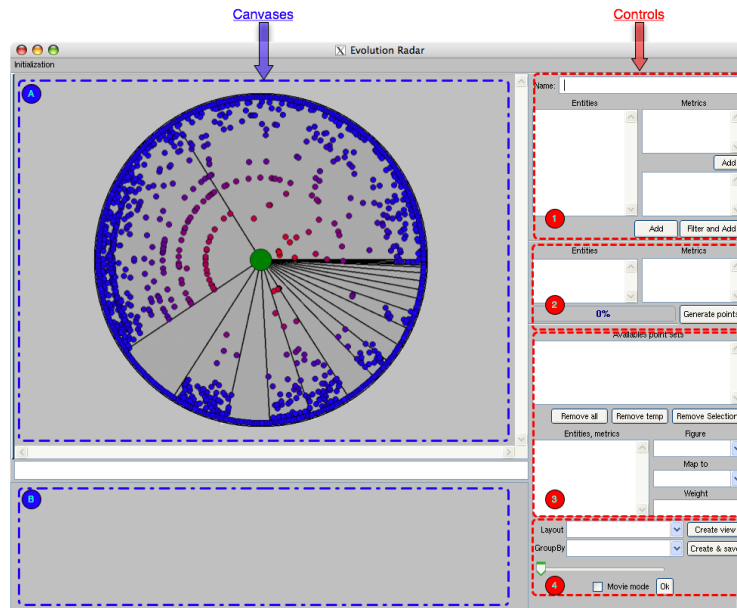 Canvases
Controls
X Evolution Radar
Initialization
A
Name:
Entities Metrics
Add
1
Add Filter and Add
Entities Metrics
2
0% Generate points
Availables point sets
Remove all Remove temp Remove Selection
Entities, metrics Figure
Map to
B
3
Weight
Layout Create view
GroupBy Create & save
4
Movie mode Ok